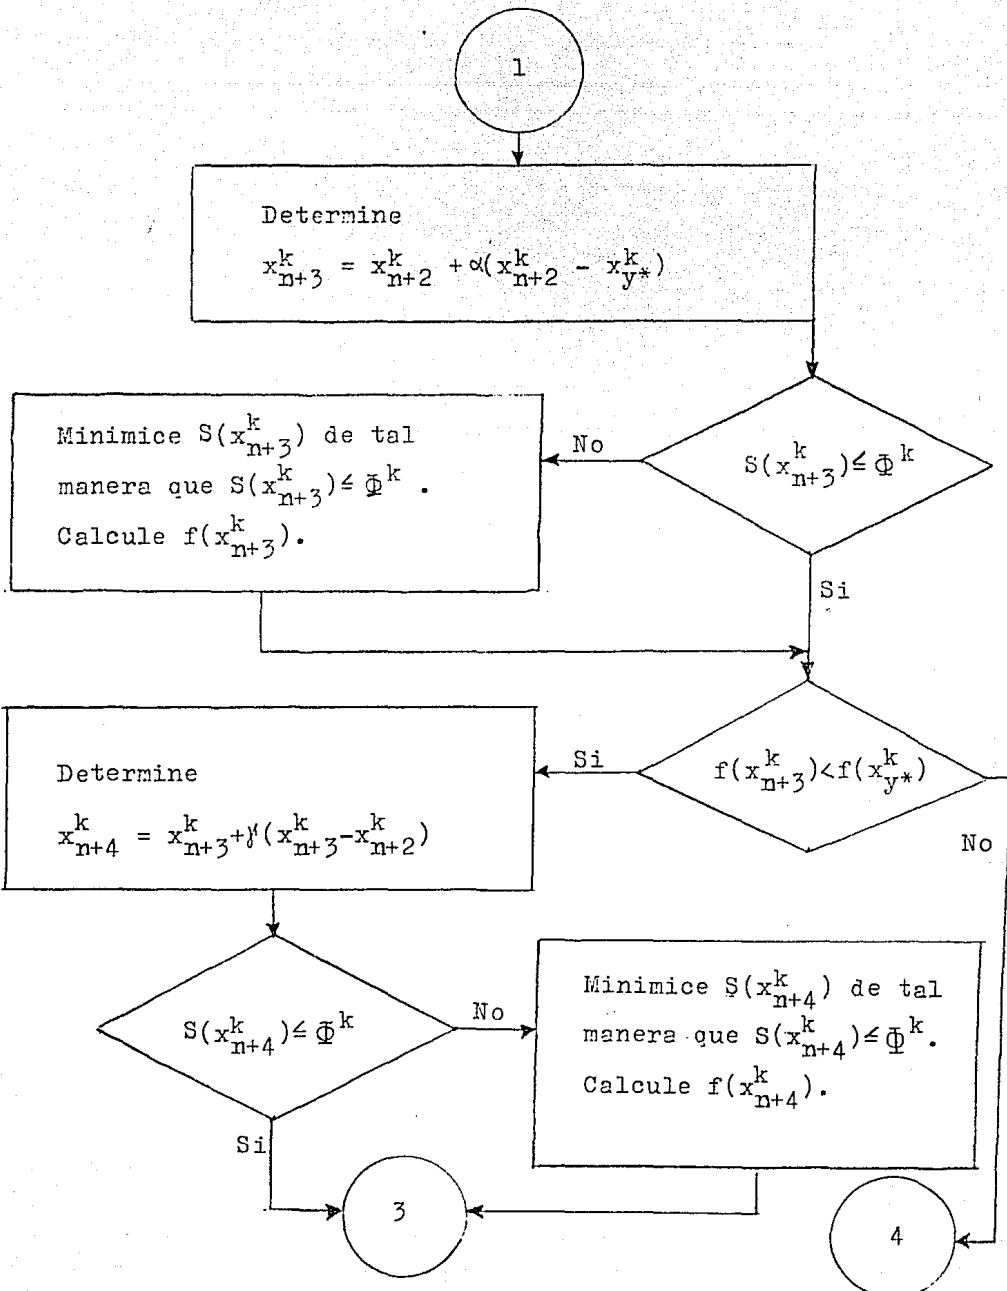 1
Determine
x^k_{n+3} = x^k_{n+2} + α(x^k_{n+2} - x^k_{y*})
S(x^k_{n+3}) ≤ Φ^k
No
Minimice S(x^k_{n+3}) de tal
manera que S(x^k_{n+3}) ≤ Φ^k .
Calcule f(x^k_{n+3}).
Si
f(x^k_{n+3}) < f(x^k_{y*})
Si
No
Determine
x^k_{n+4} = x^k_{n+3} + γ(x^k_{n+3} - x^k_{n+2})
S(x^k_{n+4}) ≤ Φ^k
No
Minimice S(x^k_{n+4}) de tal
manera que S(x^k_{n+4}) ≤ Φ^k.
Calcule f(x^k_{n+4}).
Si
3
4